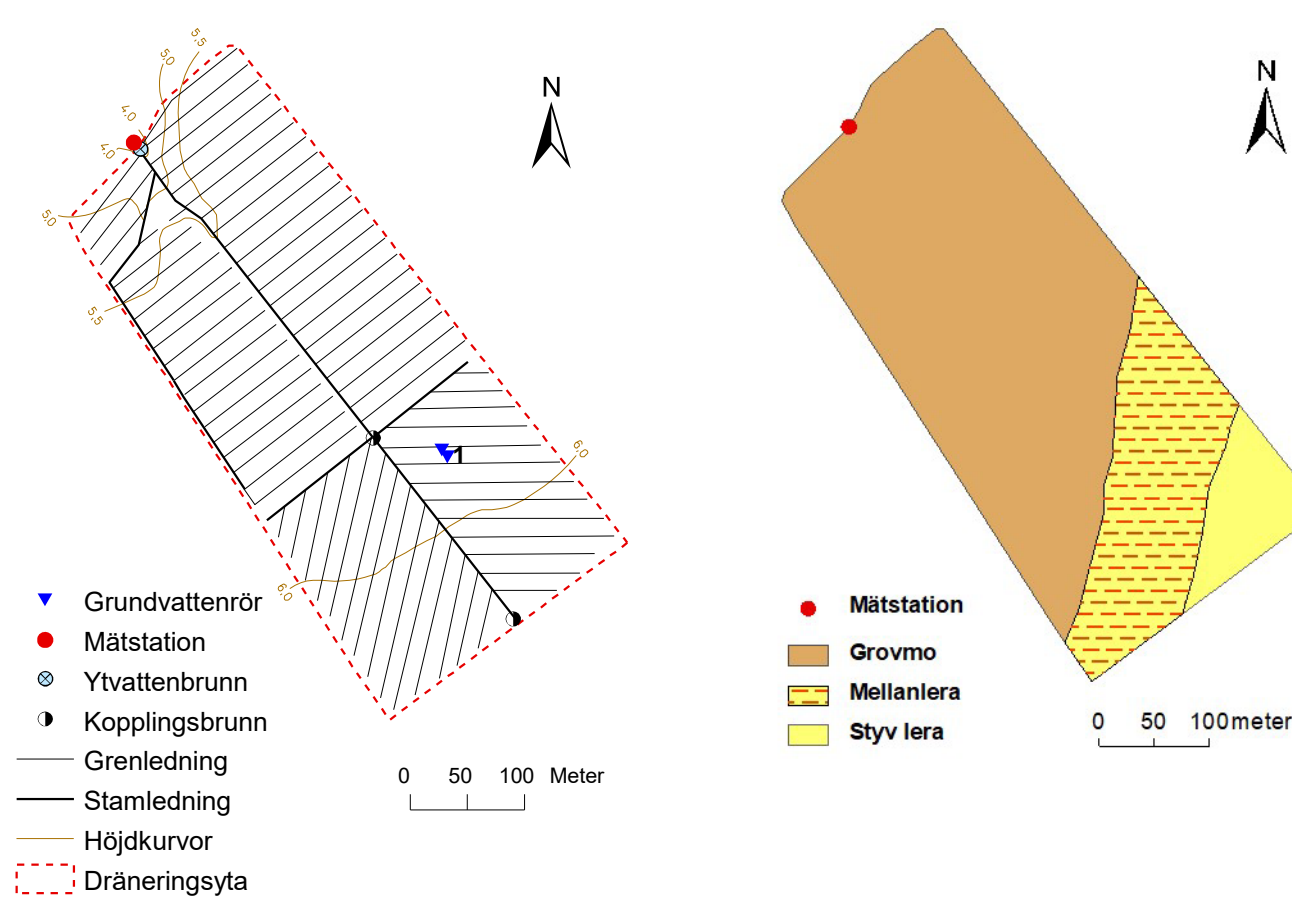 5,5
5,0
4,0
4,0
5,0
5,5
6,0
6,0
N
1
Grundvattenrör
Mätstation
Ytvattenbrunn
Kopplingsbrunn
Grenledning
Stamledning
Höjdkurvor
Dräneringsyta
0 50 100 Meter
N
Mätstation
Grovmo
Mellanlera
Styv lera
0 50 100 meter